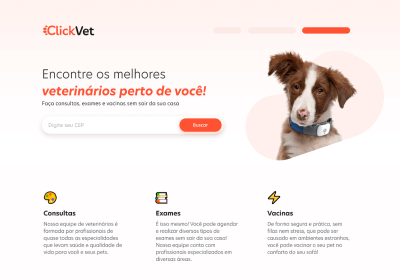 ClickVet
Encontre os melhores
veterinários perto de você!
Faça consultas, exames e vacinas sem sair da sua casa
Digite seu CEP
Buscar
Consultas
Nossa equipe de veterinários é
formada por profissionais de
quase todas as especialidades
que levam saúde e qualidade de
vida para você e seus pets.
Exames
É isso mesmo! Você pode agendar
e realizar diversos tipos de
exames sem sair da sua casa!
Nossa equipe conta com
profissionais especializados em
diversas áreas.
Vacinas
De forma segura e prática, sem
filas nem stress, que pode ser
causado em ambientes estranhos,
você pode vacinar o seu pet no
conforto do seu sofá!